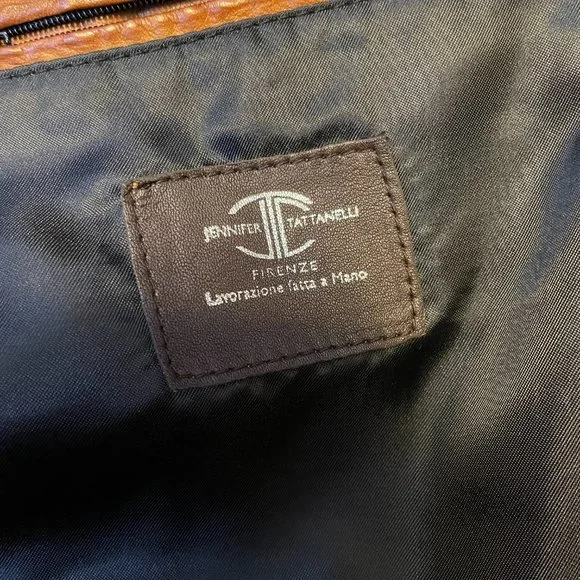 JENNIFER TATTANELLI
FIRENZE
Lavorazione fatta a Mano